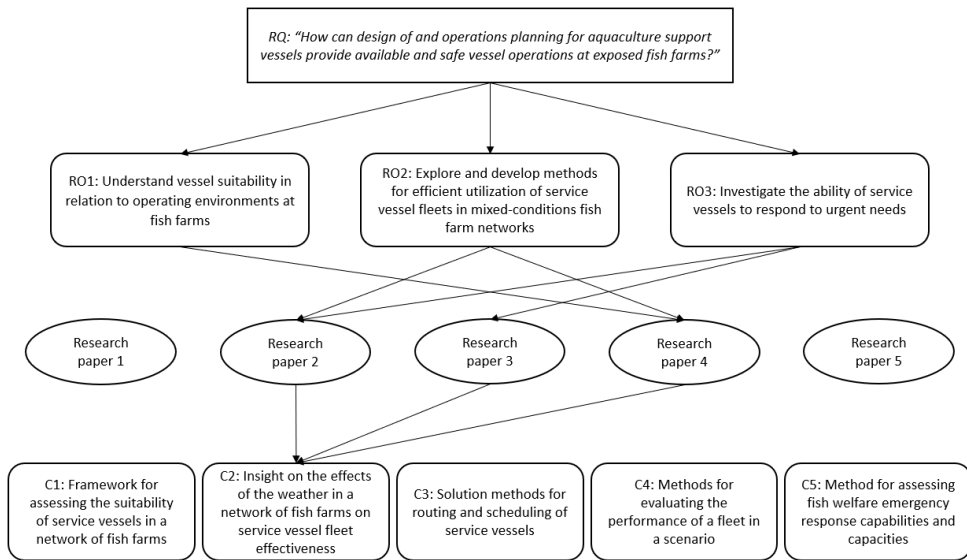 RQ: “How can design of and operations planning for aquaculture support
vessels provide available and safe vessel operations at exposed fish farms?”
RO1: Understand vessel suitability in
relation to operating environments at
fish farms
RO2: Explore and develop methods
for efficient utilization of service
vessel fleets in mixed-conditions fish
farm networks
RO3: Investigate the ability of service
vessels to respond to urgent needs
Research
paper 1
Research
paper 2
Research
paper 3
Research
paper 4
Research
paper 5
C1: Framework for
assessing the suitability
of service vessels in a
network of fish farms
C2: Insight on the effects
of the weather in a
network of fish farms on
service vessel fleet
effectiveness
C3: Solution methods for
routing and scheduling of
service vessels
C4: Methods for
evaluating the
performance of a fleet in
a scenario
C5: Method for assessing
fish welfare emergency
response capabilities and
capacities